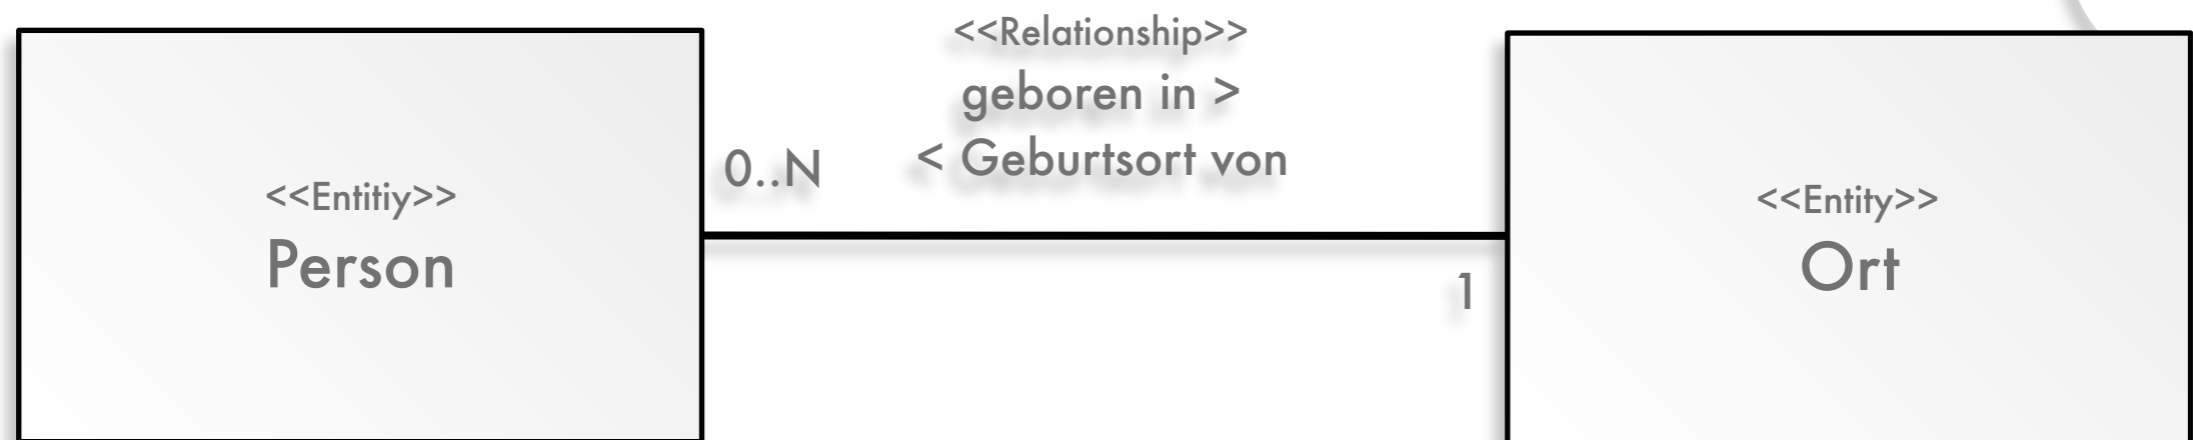 <<Relationship>>
geboren in >
< Geburtsort von
0..N
<<Entitiy>>
Person
<<Entity>>
Ort
1